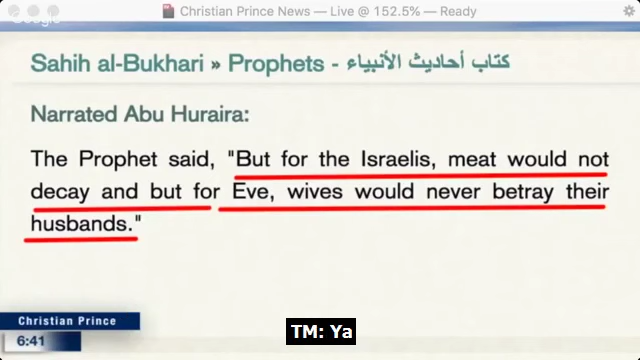 Christian Prince News — Live @ 152.5% — Ready
Google
Sahih al-Bukhari » Prophets - كتاب أحاديث الأنبياء
Narrated Abu Huraira:
The Prophet said, "But for the Israelis, meat would not
decay and but for Eve, wives would never betray their
husbands."
Christian Prince
6:41
TM: Ya